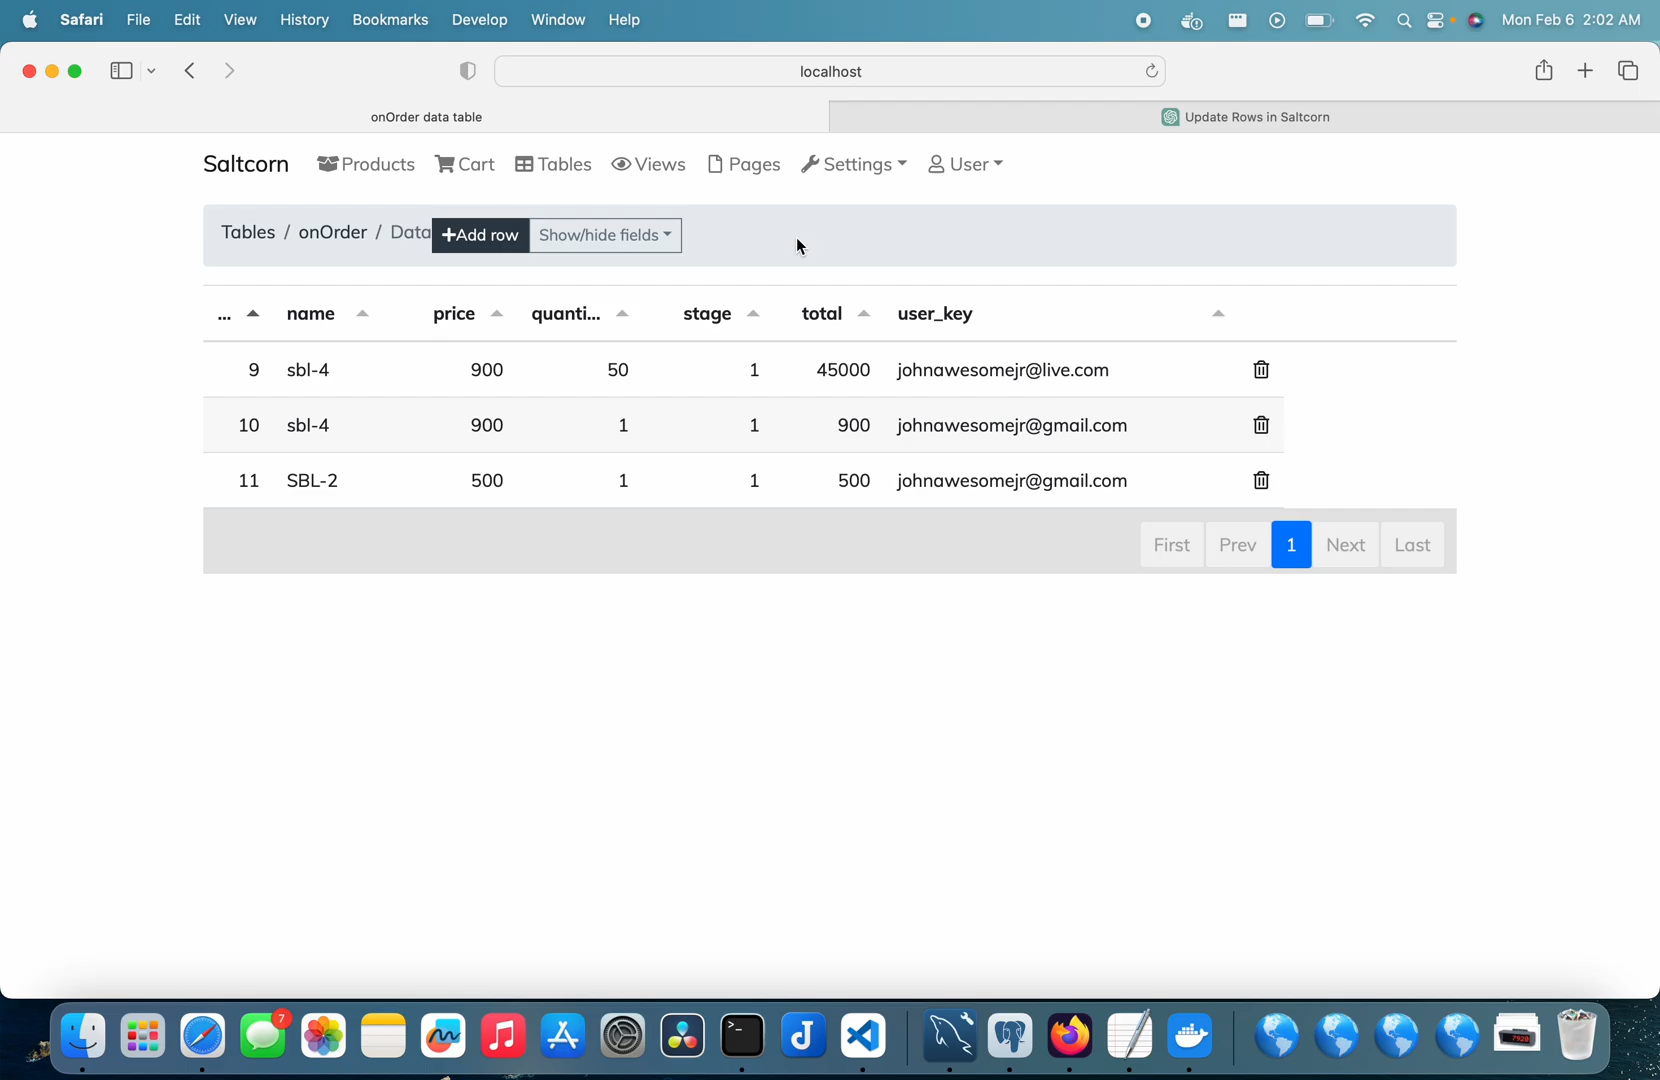 Safari File Edit View History Bookmarks Develop Window Help Mon Feb 6 2:02 AM
localhost
onOrder data table Update Rows in Saltcorn
Saltcorn Products Cart Tables Views Pages Settings User
Tables / onOrder / Data +Add row Show/hide fields
... name price quanti... stage total user_key
9 sbl-4 900 50 1 45000 johnawesomejr@live.com
10 sbl-4 900 1 1 900 johnawesomejr@gmail.com
11 SBL-2 500 1 1 500 johnawesomejr@gmail.com
First Prev 1 Next Last
7
7920